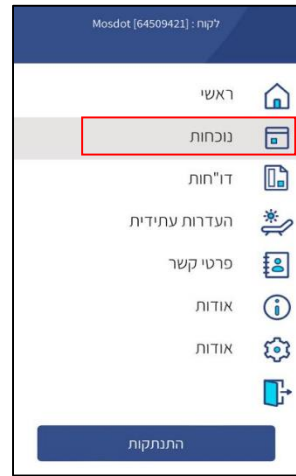 לקוח : Mosdot [64509421]
ראשי
נוכחות
דו"חות
העדרות עתידית
פרטי קשר
אודות
אודות
התנתקות